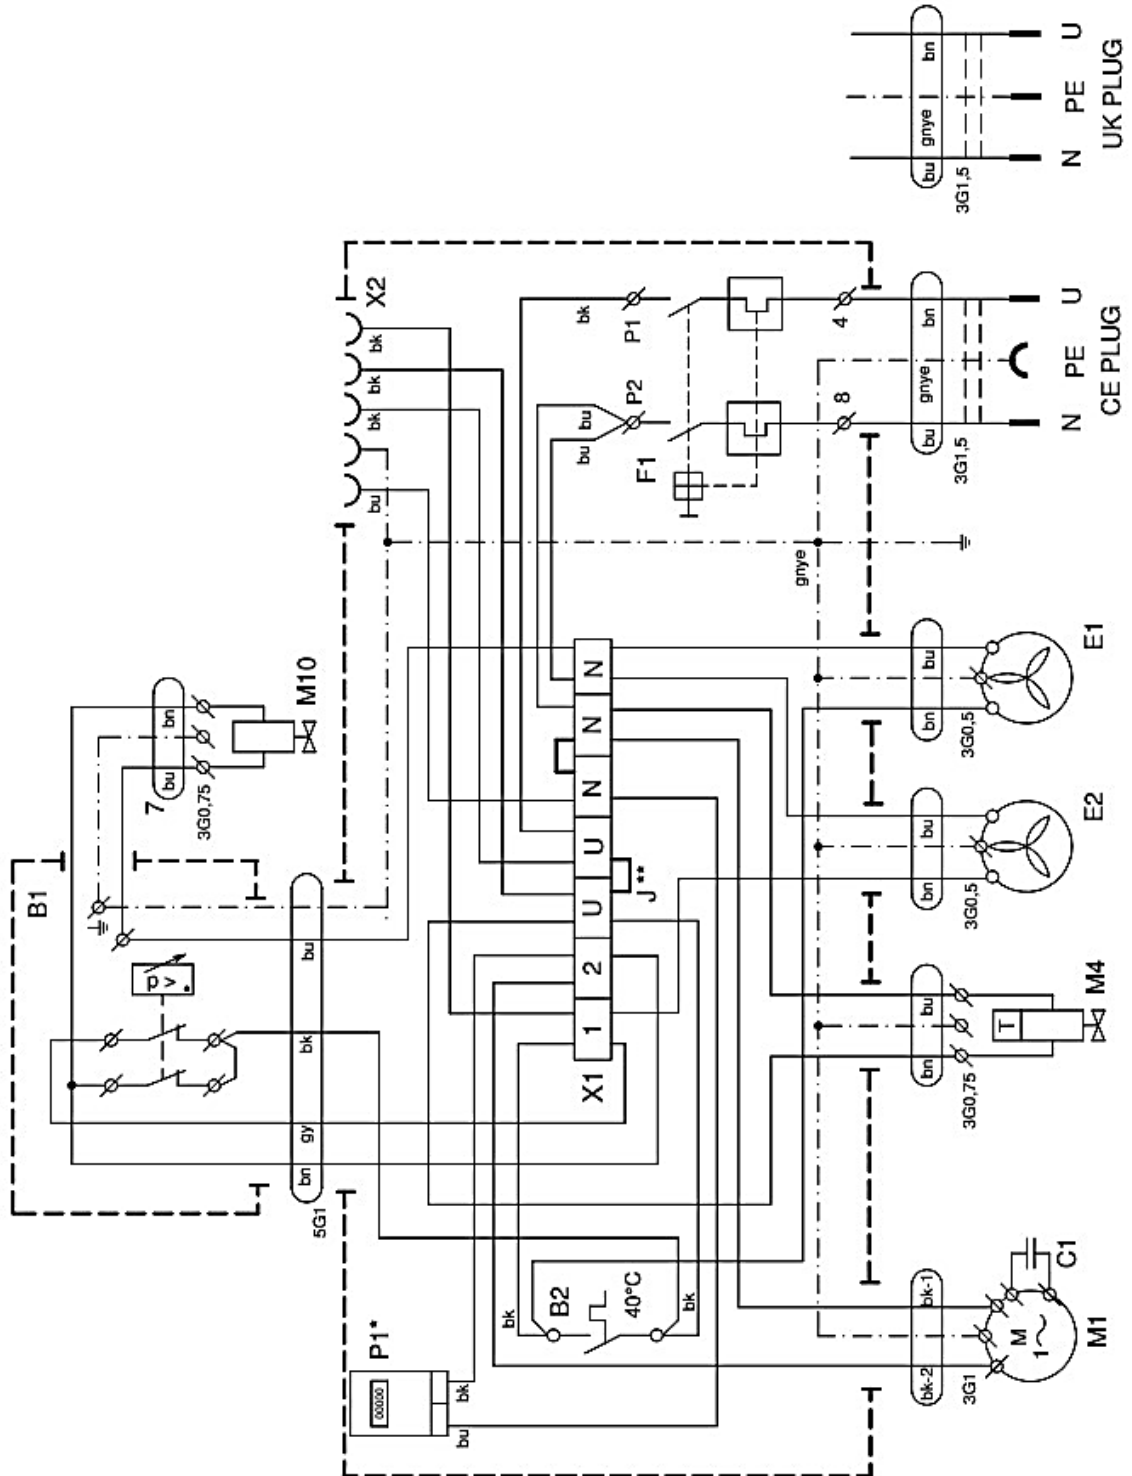 bn
gnye
bu
3G1,5
U
PE
N
UK PLUG
X2
bk
bk
bk
bu
bk
P1
bu
bu
P2
F1
4
8
bn
gnye
bu
3G1,5
U
PE
N
CE PLUG
gnye
M10
bn
bu
7
3G0,75
B1
P
v
bu
bk
gy
bn
5G1
N
N
N
U
U
2
1
X1
J**
bu
bn
3G0,5
E1
bu
bn
3G0,5
E2
bu
bn
3G0,75
T
M4
bk
B2
40°C
bk
P1*
00000
bk
bu
bk-1
bk-2
3G1
M
1~
C1
M1